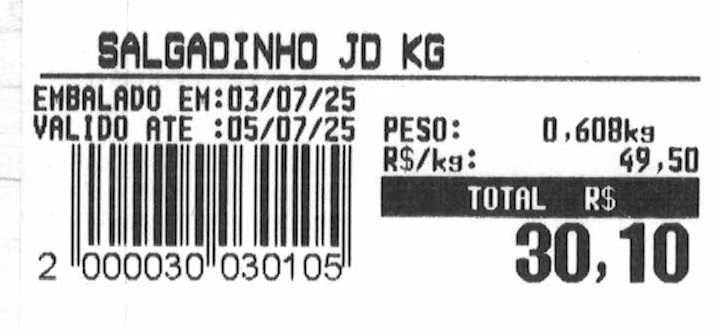 SALGADINHO JD KG
EMBALADO EM:03/07/25
VALIDO ATE :05/07/25
PESO: 0,608kg
R$/kg: 49,50
TOTAL R$
30,10
2 000030 030105